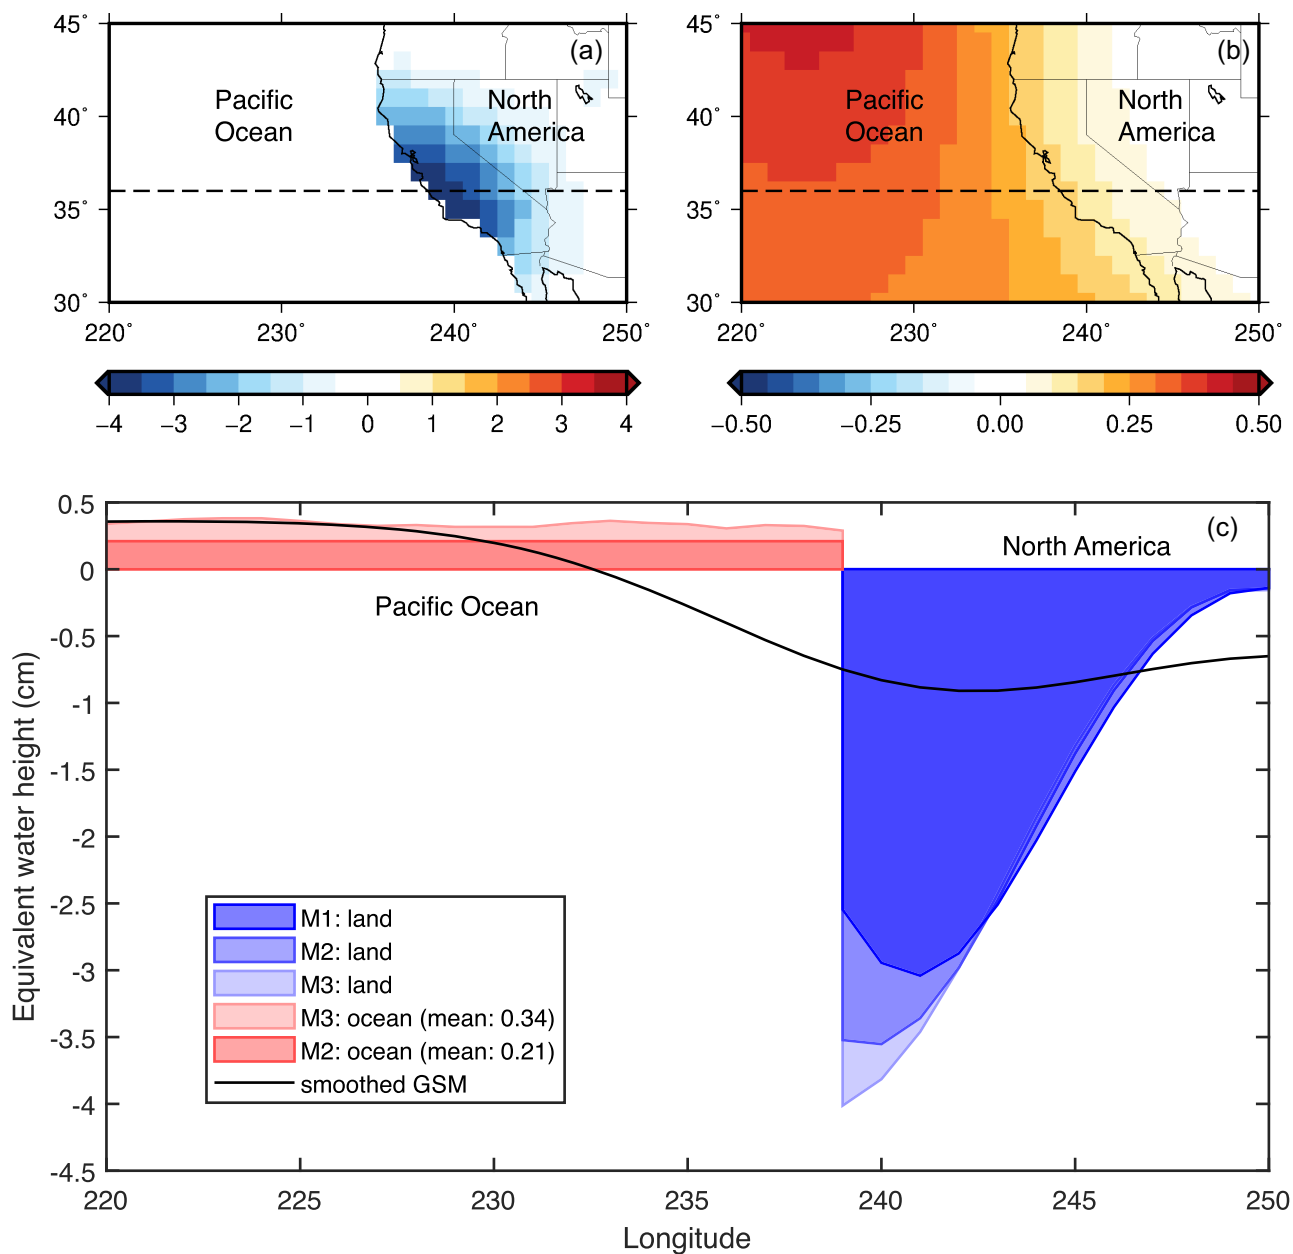 45˚
40˚
35˚
30˚
220˚
230˚
240˚
250˚
(a)
Pacific
Ocean
North
America
−4
−3
−2
−1
0
1
2
3
4
(b)
Pacific
Ocean
North
America
45˚
40˚
35˚
30˚
220˚
230˚
240˚
250˚
−0.50
−0.25
0.00
0.25
0.50
(c)
North America
Pacific Ocean
Equivalent water height (cm)
0.5
0
-0.5
-1
-1.5
-2
-2.5
-3
-3.5
-4
-4.5
M1: land
M2: land
M3: land
M3: ocean (mean: 0.34)
M2: ocean (mean: 0.21)
smoothed GSM
220
225
230
235
240
245
250
Longitude